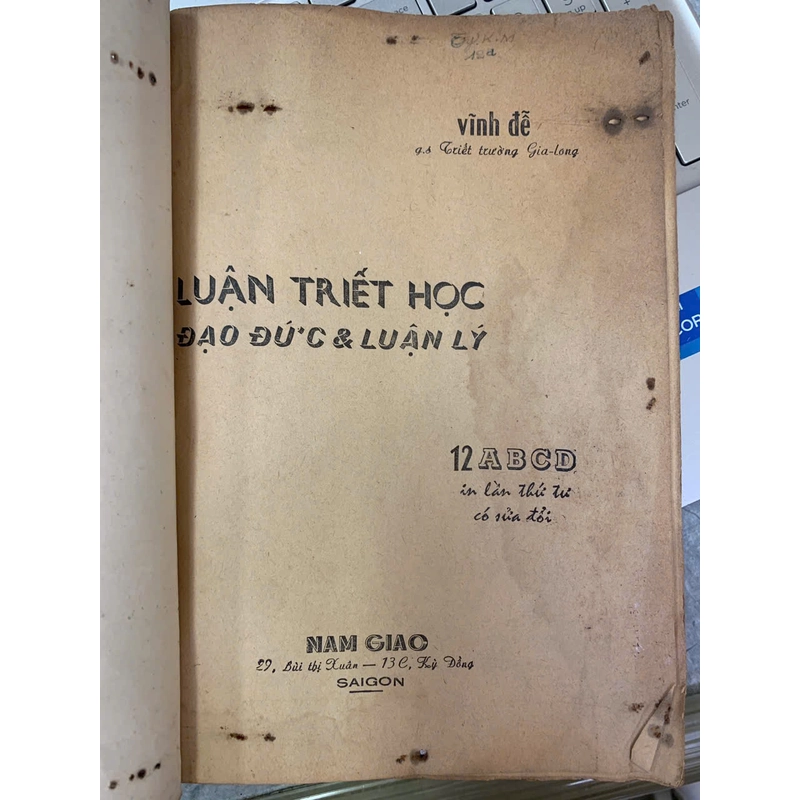 12a
vĩnh đễ
g.s Triết trường Gia-long
LUẬN TRIẾT HỌC
ĐẠO ĐỨC & LUẬN LÝ
12 ABCD
in lần thứ tư
có sửa đổi
NAM GIAO
29, Bùi thị Xuân — 13C, Kỳ Đồng
SAIGON